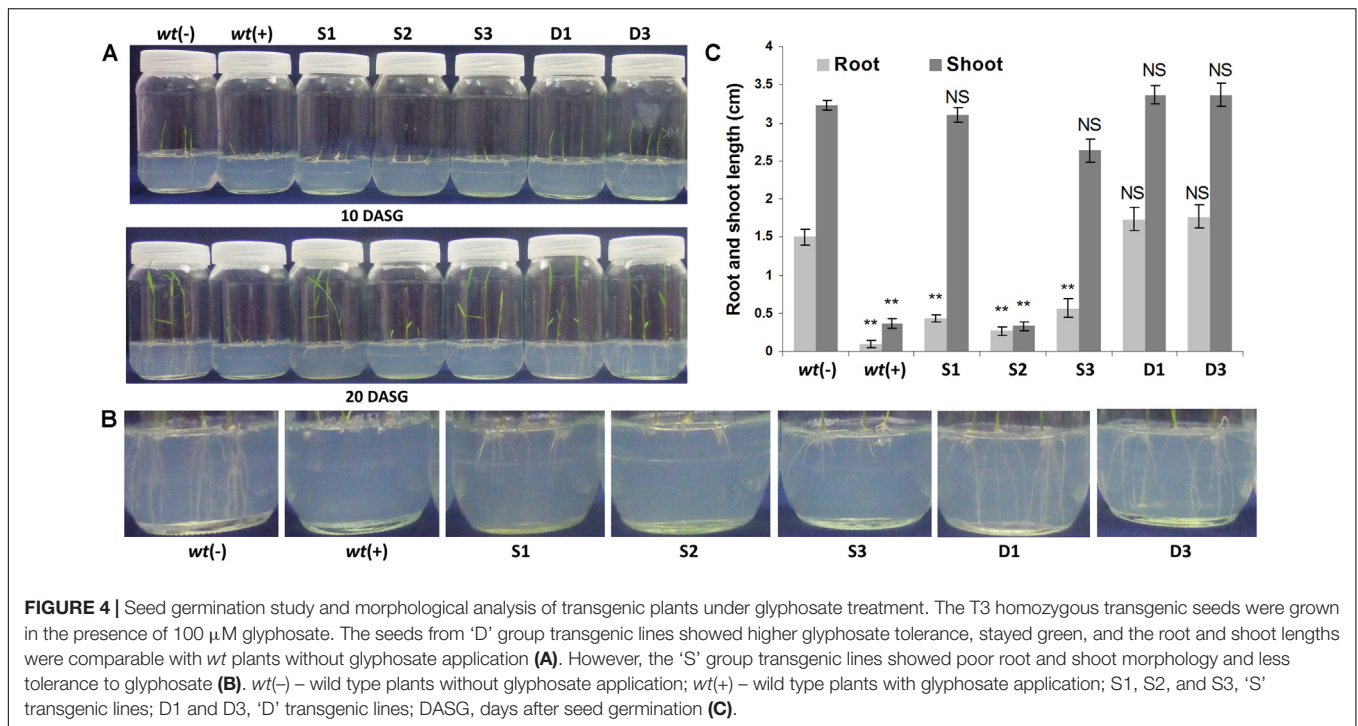 A
wt(-) wt(+) S1 S2 S3 D1 D3
10 DASG
20 DASG
B
wt(-) wt(+) S1 S2 S3 D1 D3
C
Root Shoot
Root and shoot length (cm)
4
3.5
3
2.5
2
1.5
1
0.5
0
** ** ** NS ** ** ** NS NS NS NS NS
wt(-) wt(+) S1 S2 S3 D1 D3
FIGURE 4 | Seed germination study and morphological analysis of transgenic plants under glyphosate treatment. The T3 homozygous transgenic seeds were grown
in the presence of 100 μM glyphosate. The seeds from ‘D’ group transgenic lines showed higher glyphosate tolerance, stayed green, and the root and shoot lengths
were comparable with wt plants without glyphosate application (A). However, the ‘S’ group transgenic lines showed poor root and shoot morphology and less
tolerance to glyphosate (B). wt(–) – wild type plants without glyphosate application; wt(+) – wild type plants with glyphosate application; S1, S2, and S3, ‘S’
transgenic lines; D1 and D3, ‘D’ transgenic lines; DASG, days after seed germination (C).